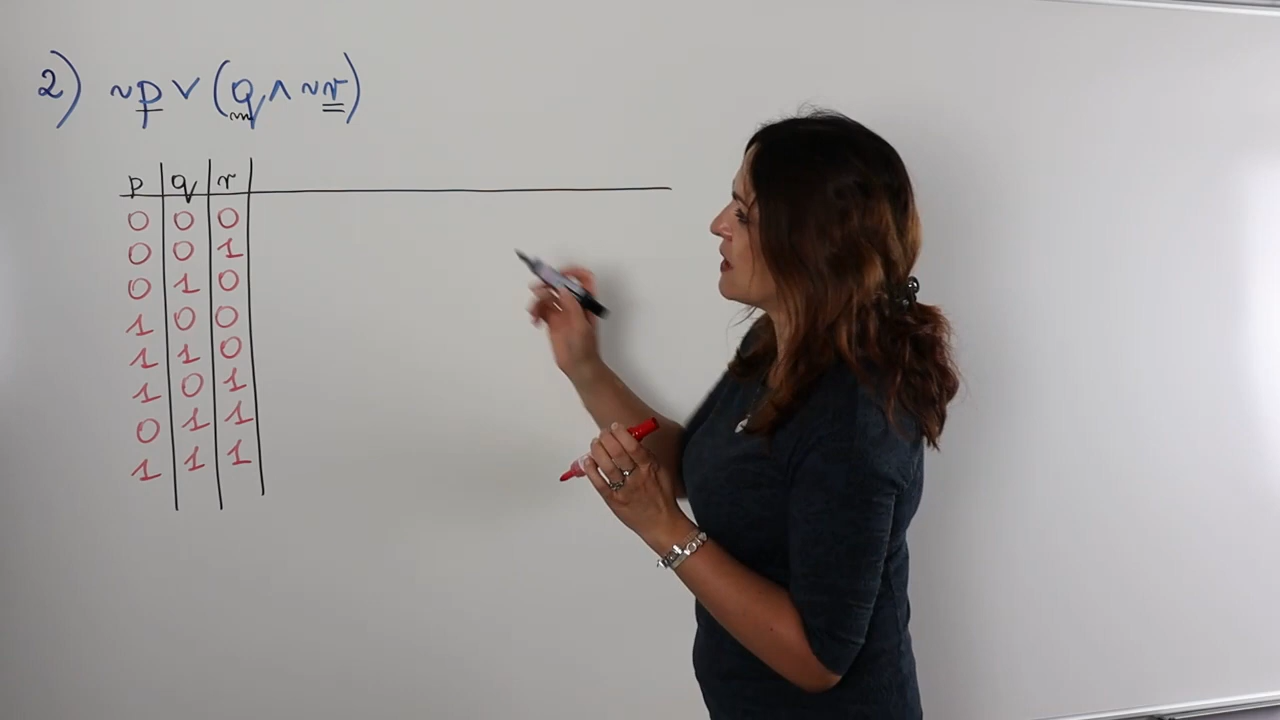 2) ~p ∨ (q ∧ ~r)
p q r
0 0 0
0 0 1
0 1 0
1 0 0
1 1 0
1 0 1
0 1 1
1 1 1